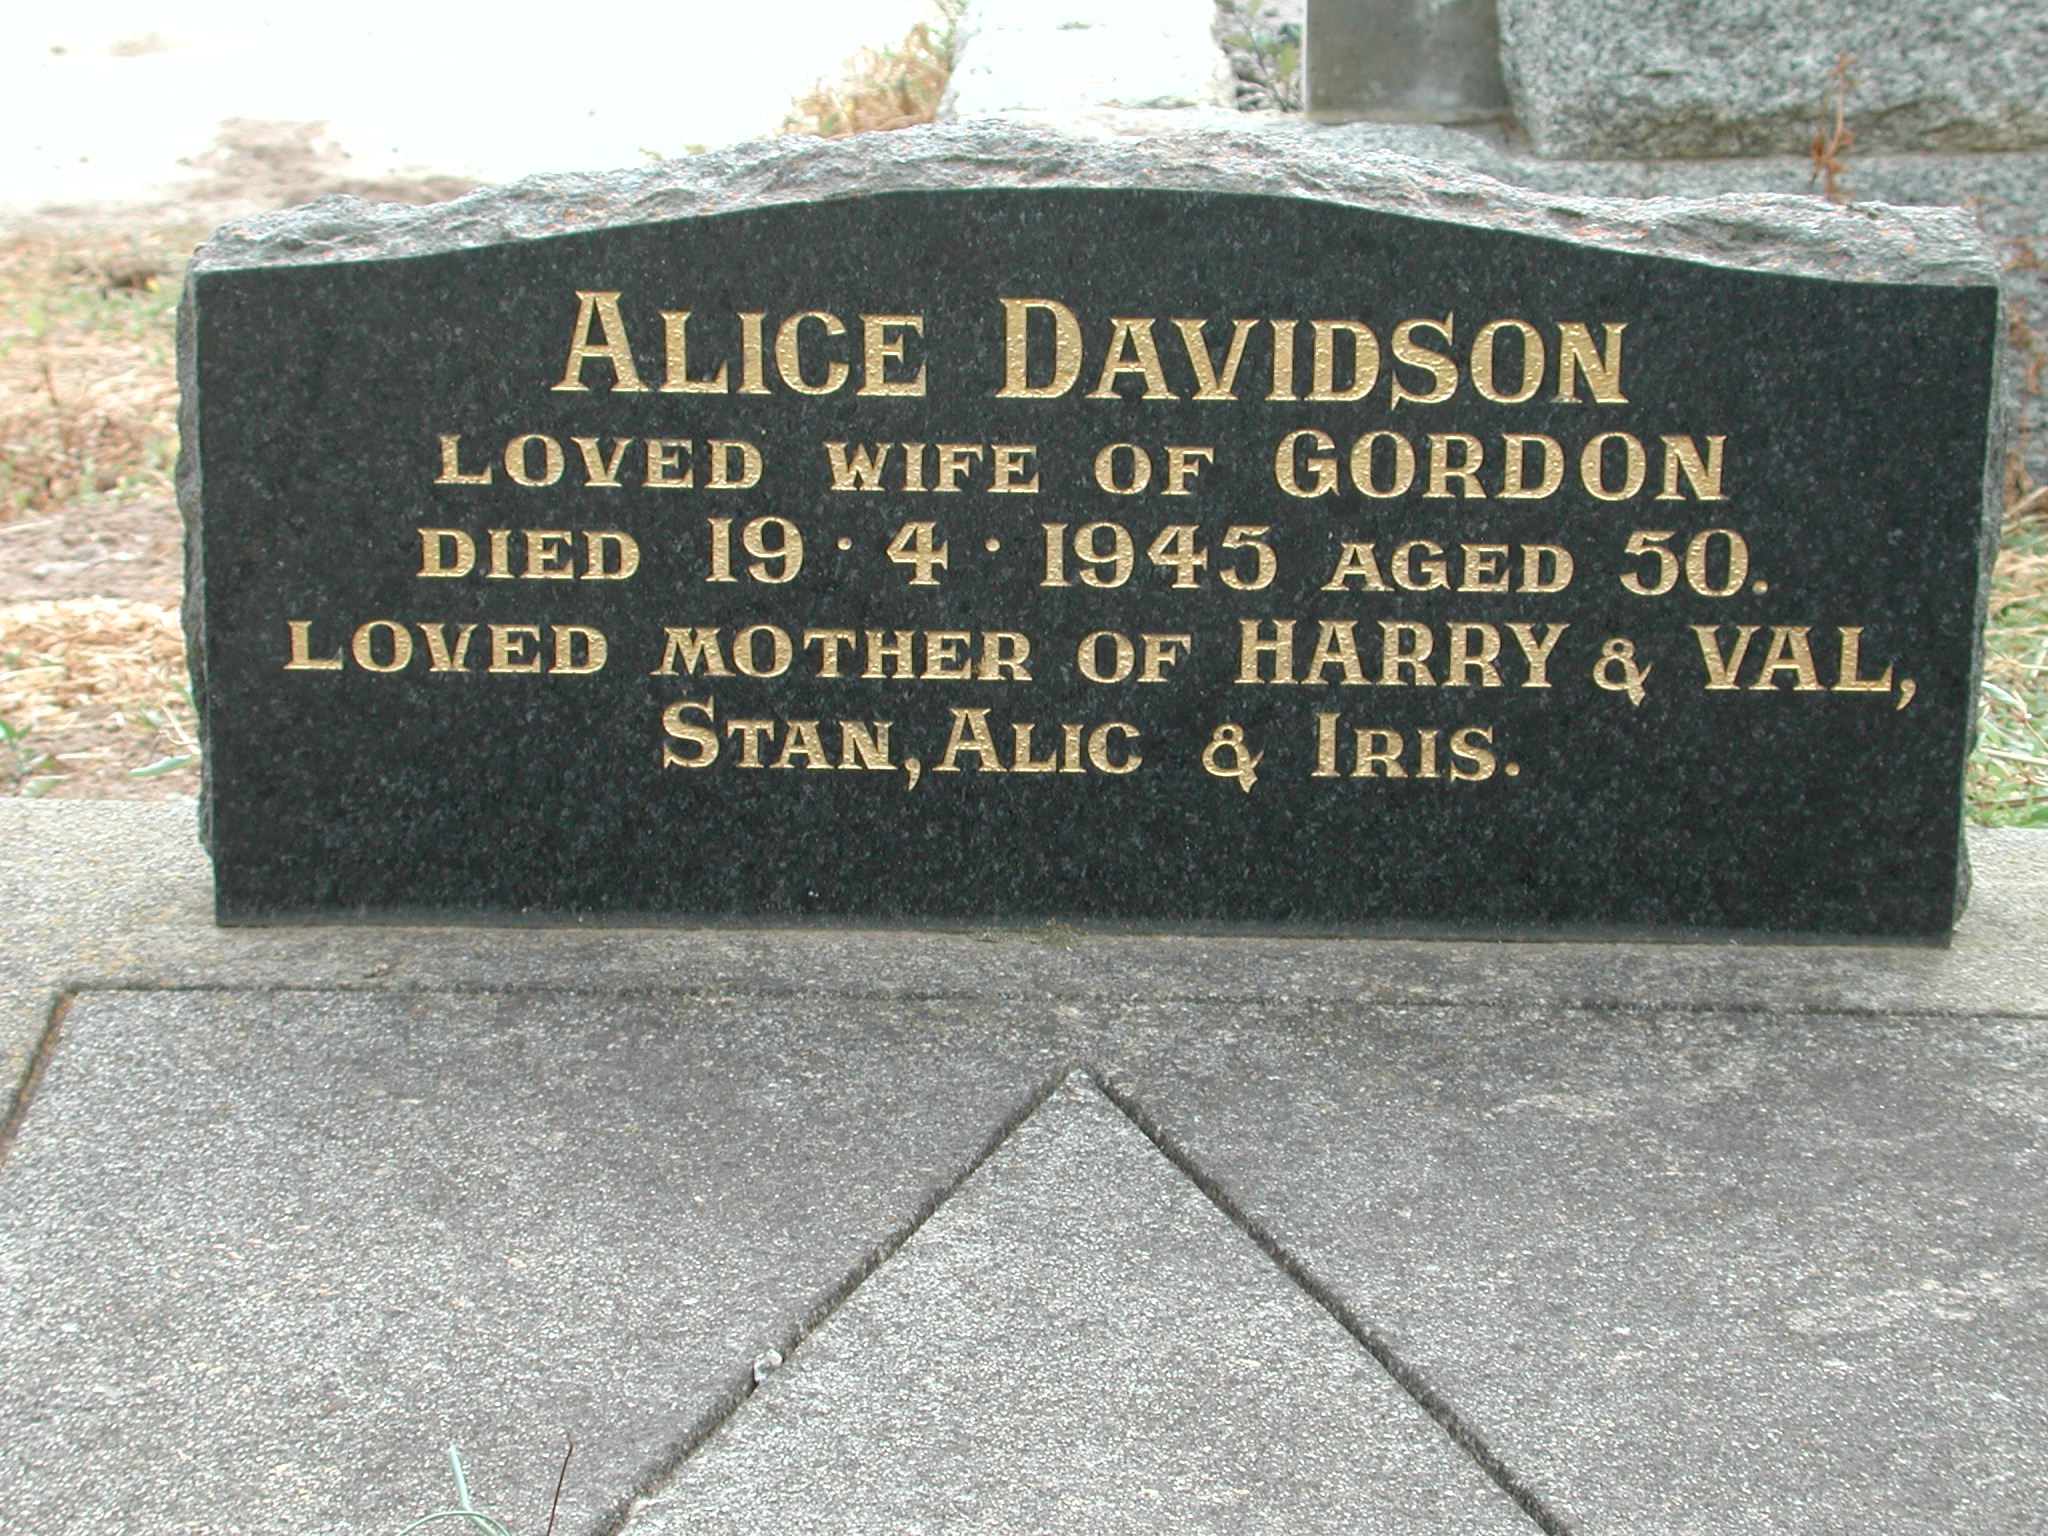 ALICE DAVIDSON
LOVED WIFE OF GORDON
DIED 19·4·1945 AGED 50.
LOVED MOTHER OF HARRY & VAL,
STAN, ALIC & IRIS.